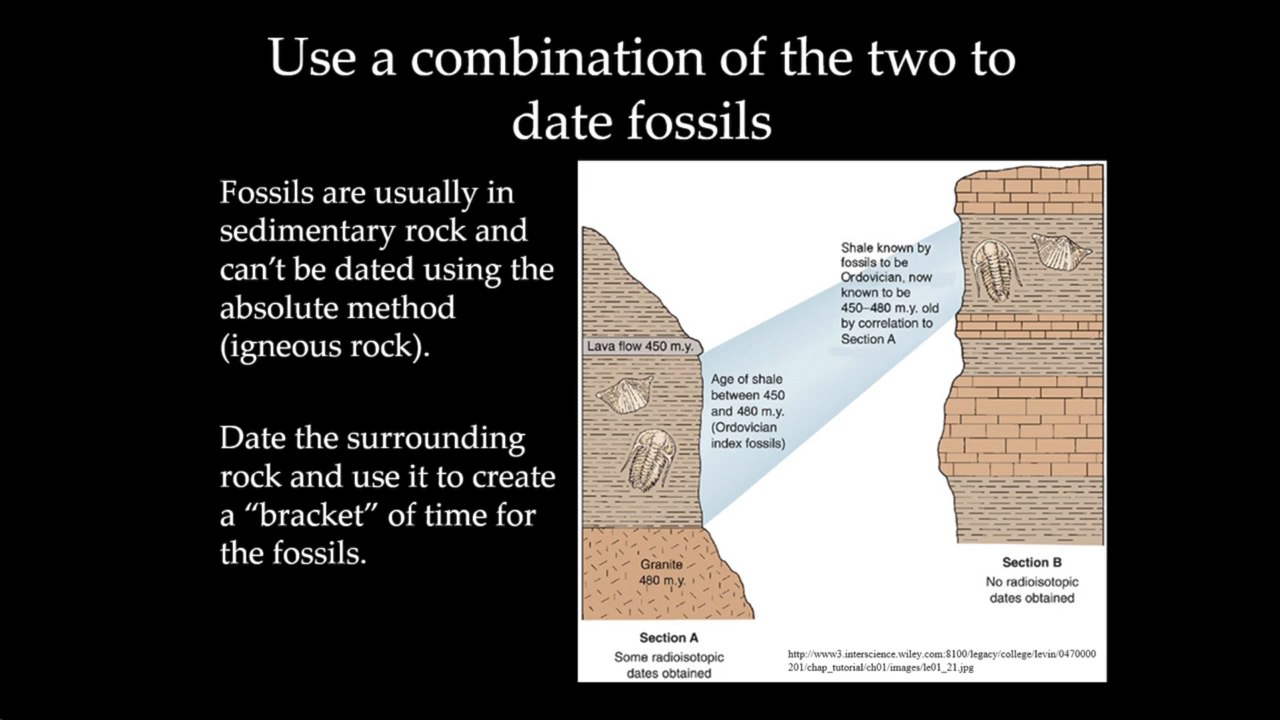 Use a combination of the two to
date fossils
Fossils are usually in
sedimentary rock and
can't be dated using the
absolute method
(igneous rock).
Date the surrounding
rock and use it to create
a “bracket” of time for
the fossils.
Lava flow 450 m.y.
Age of shale
between 450
and 480 m.y.
(Ordovician
index fossils)
Granite
480 m.y.
Section A
Some radioisotopic
dates obtained
Shale known by
fossils to be
Ordovician, now
known to be
450–480 m.y. old
by correlation to
Section A
Section B
No radioisotopic
dates obtained
http://www3.interscience.wiley.com:8100/legacy/college/levin/0470000
201/chap_tutorial/ch01/images/le01_21.jpg